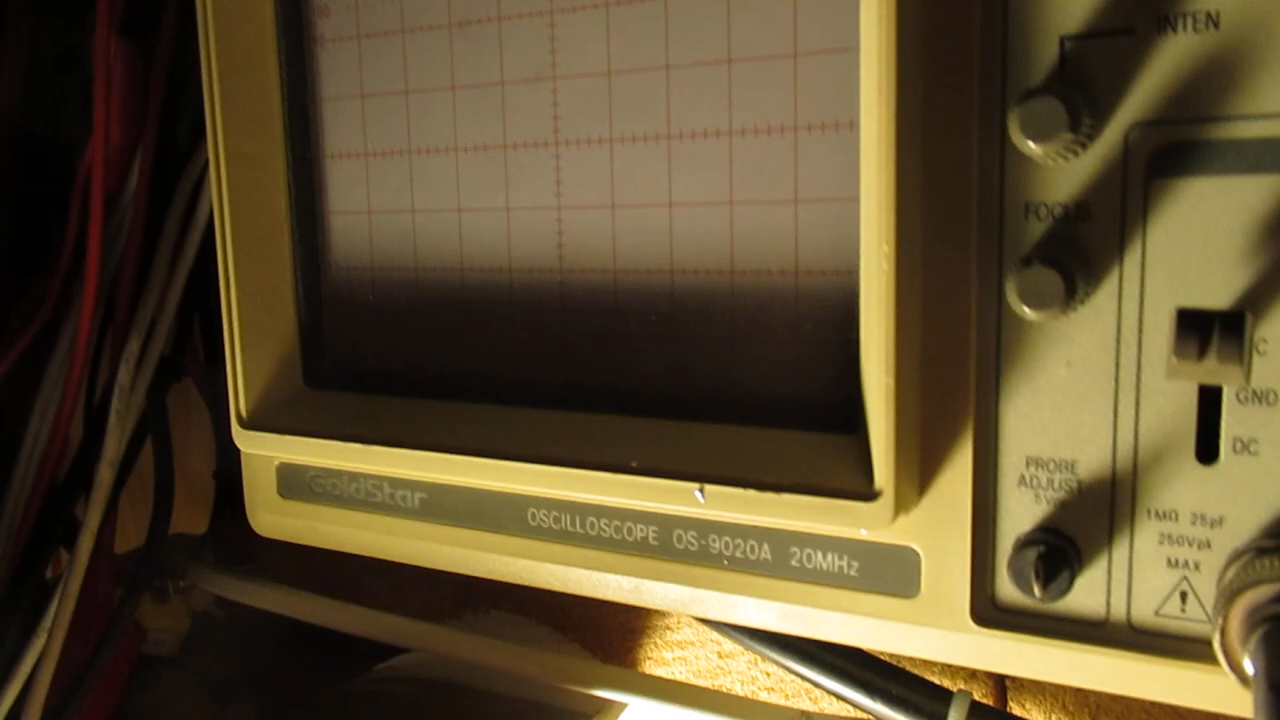 INTEN
FOCUS
C
GND
DC
PROBE
ADJUST
1MΩ 25pF
250Vpk
MAX
!
GoldStar
OSCILLOSCOPE OS-9020A 20MHz